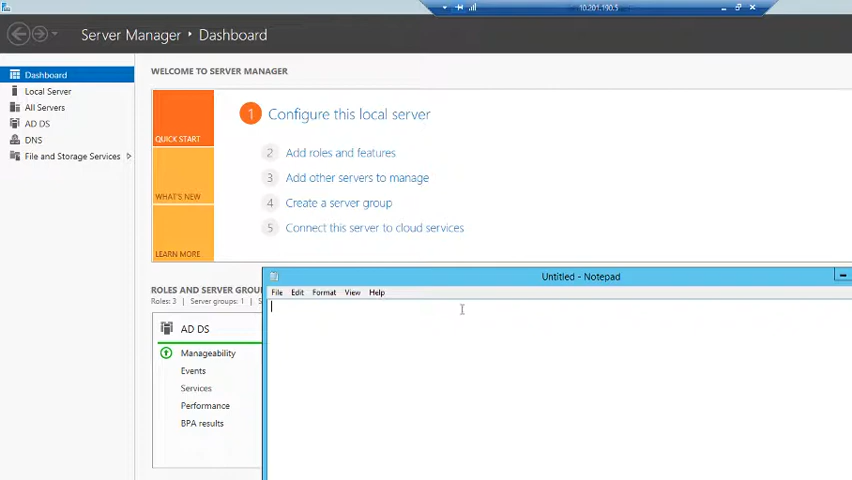 10.201.190.5
Server Manager ‣ Dashboard
Dashboard
Local Server
All Servers
AD DS
DNS
File and Storage Services
WELCOME TO SERVER MANAGER
QUICK START
WHAT'S NEW
LEARN MORE
1 Configure this local server
2 Add roles and features
3 Add other servers to manage
4 Create a server group
5 Connect this server to cloud services
ROLES AND SERVER GROU
Roles: 3 | Server groups: 1 | S
AD DS
Manageability
Events
Services
Performance
BPA results
Untitled - Notepad
File Edit Format View Help